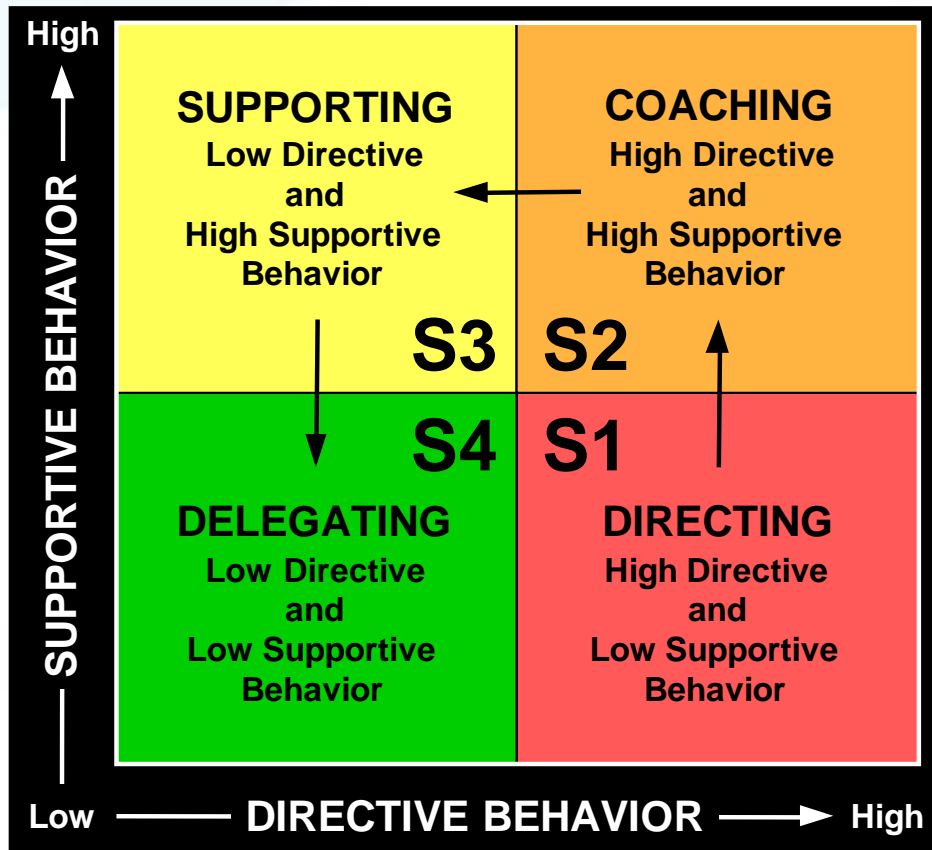 High
SUPPORTIVE BEHAVIOR
SUPPORTING
Low Directive
and
High Supportive
Behavior
S3
COACHING
High Directive
and
High Supportive
Behavior
S2
S4
DELEGATING
Low Directive
and
Low Supportive
Behavior
S1
DIRECTING
High Directive
and
Low Supportive
Behavior
Low
DIRECTIVE BEHAVIOR
High